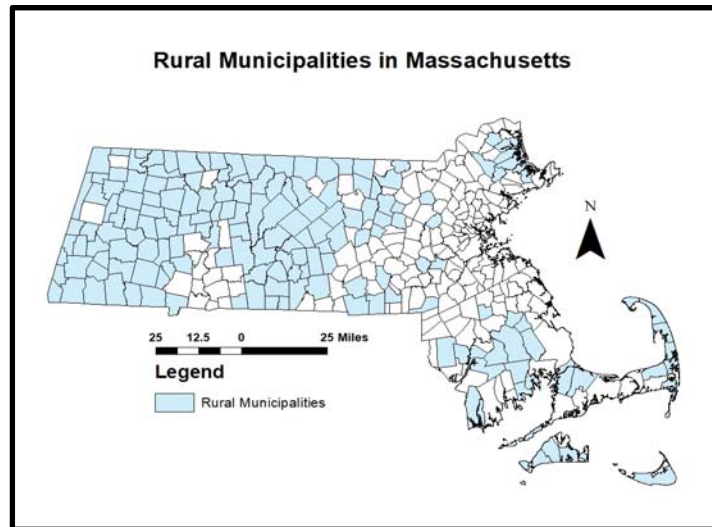 Rural Municipalities in Massachusetts
N
25 12.5 0 25 Miles
Legend
Rural Municipalities